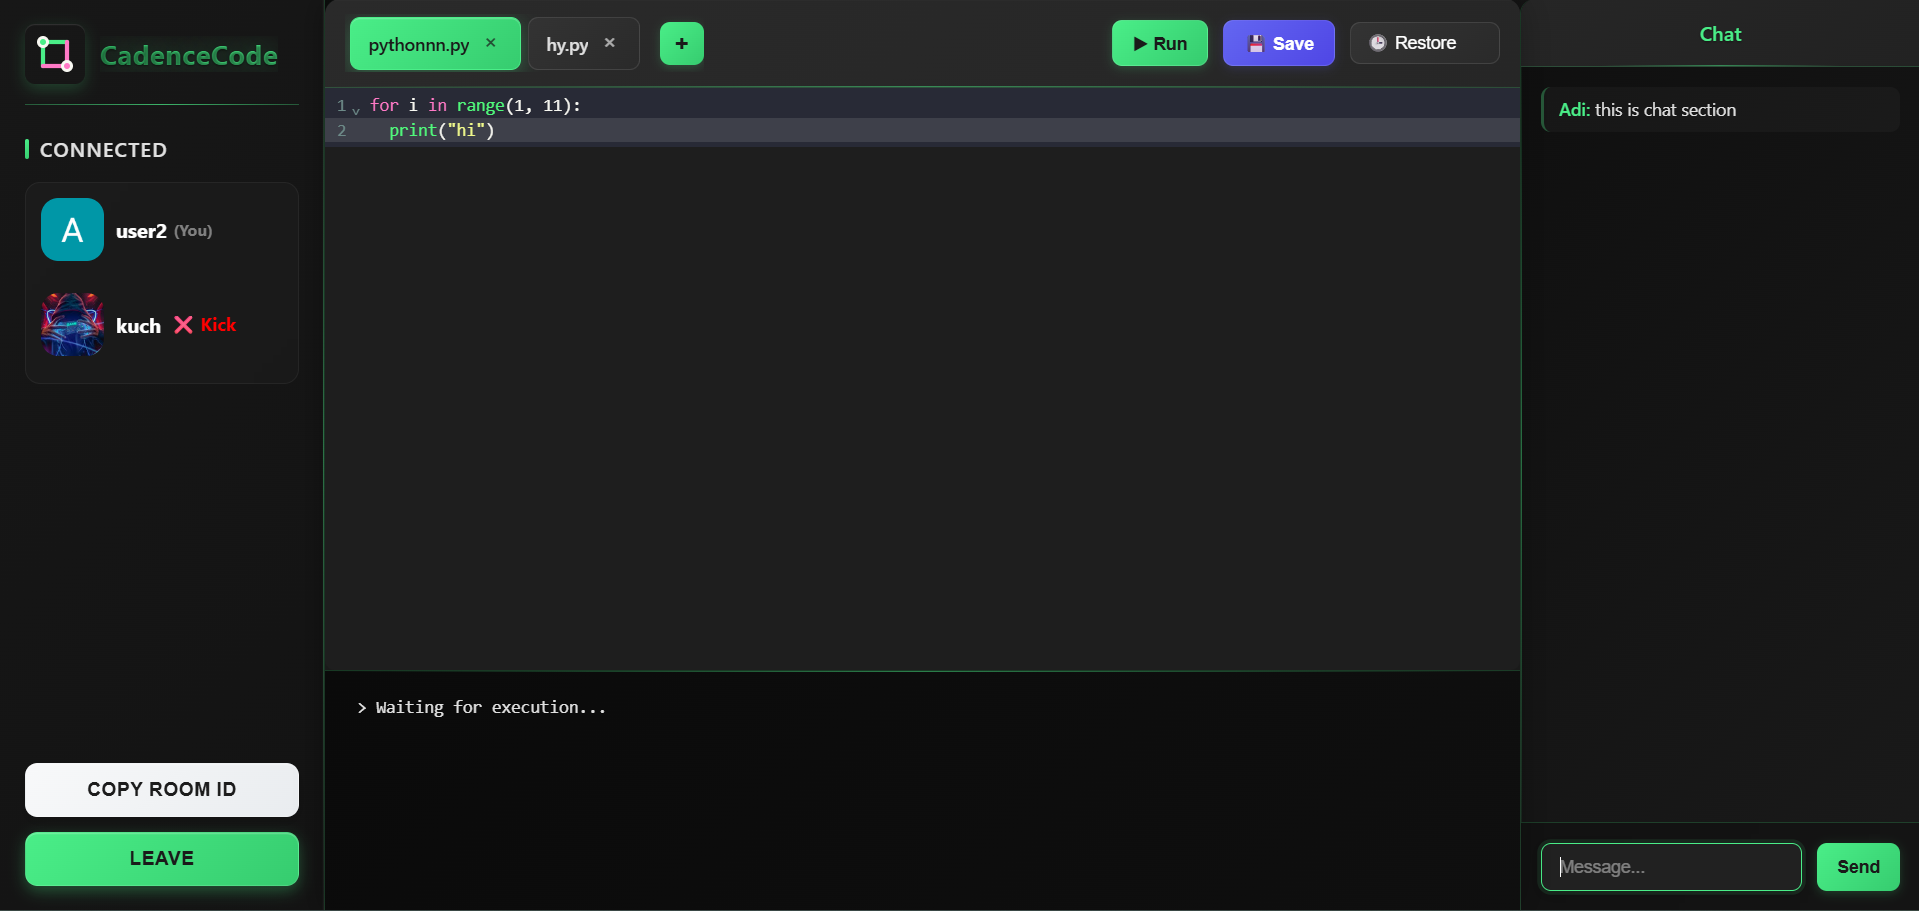 CadenceCode
CONNECTED
A
user2 (You)
kuch ❌ Kick
COPY ROOM ID
LEAVE
pythonnn.py ×
hy.py ×
+
▶ Run
💾 Save
🕒 Restore
1 for i in range(1, 11):
2 print("hi")
> Waiting for execution...
Chat
Adi: this is chat section
Message...
Send